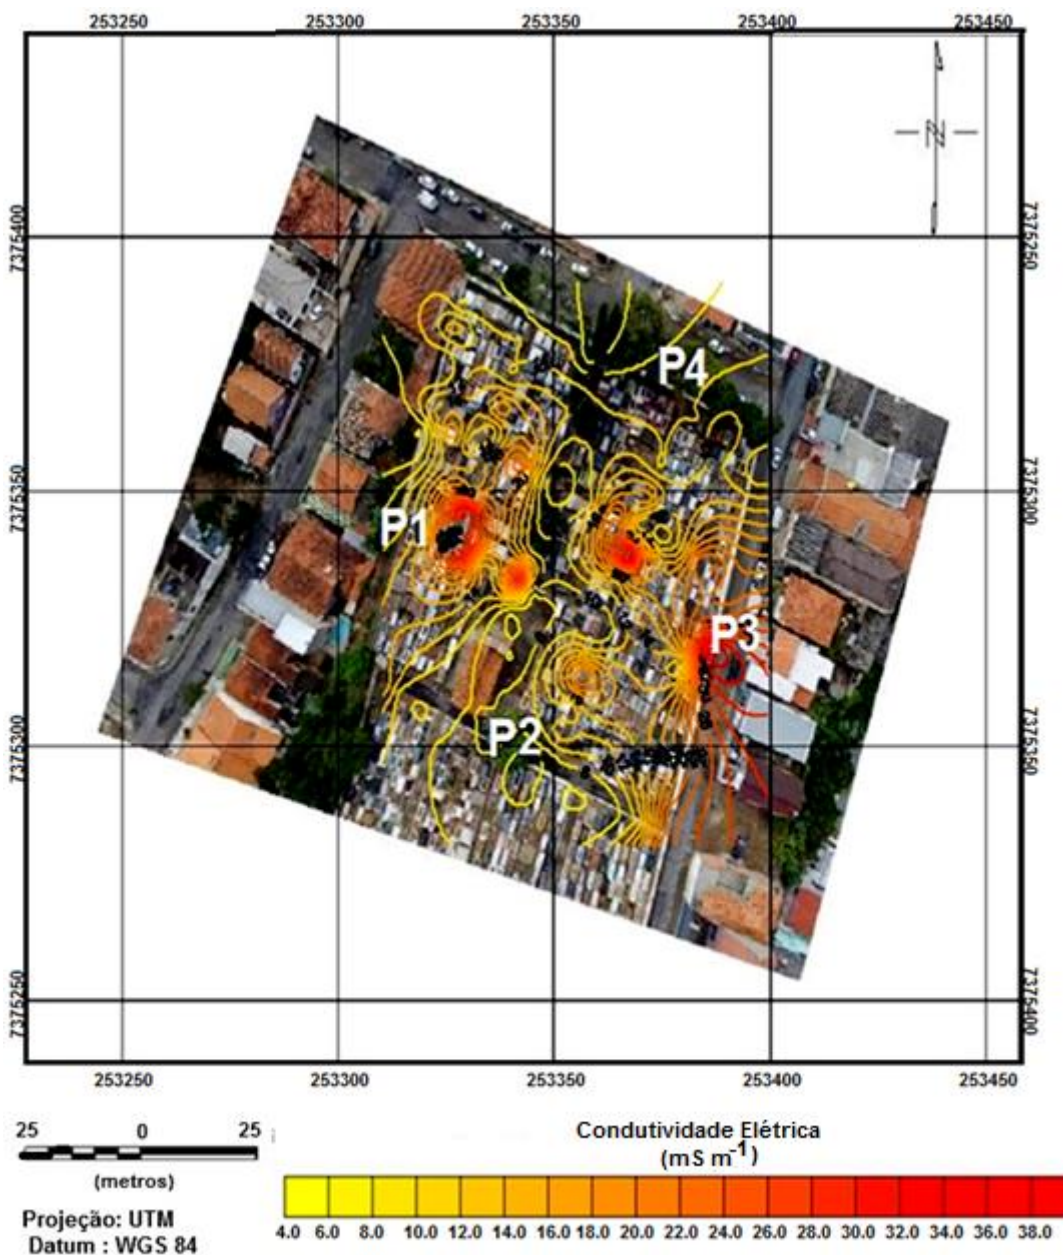 253250 253300 253350 253400 253450
7375400
7375250
P4
7375350
7375300
P1
P3
P2
7375300
7375350
7375250
7375400
253250 253300 253350 253400 253450
25 0 25
(metros)
Projeção: UTM
Datum : WGS 84
Condutividade Elétrica
(mS m-1)
4.0 6.0 8.0 10.0 12.0 14.0 16.0 18.0 20.0 22.0 24.0 26.0 28.0 30.0 32.0 34.0 36.0 38.0